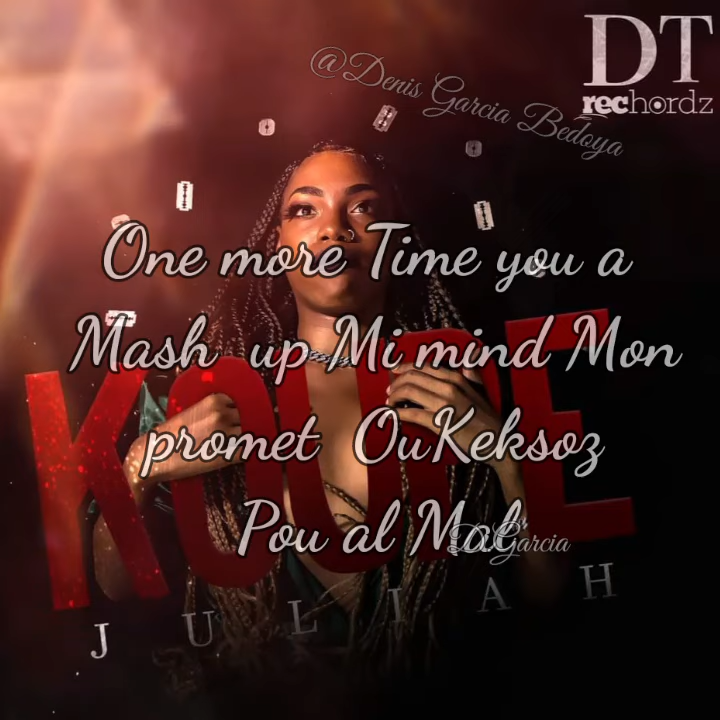 DT
rechordz
@Denis Garcia Bedoya
One more Time you a
Mash up Mi mind Mon
promet OuKeksoz
Pou al Mal
D.Garcia
KOUPE
JULIAH